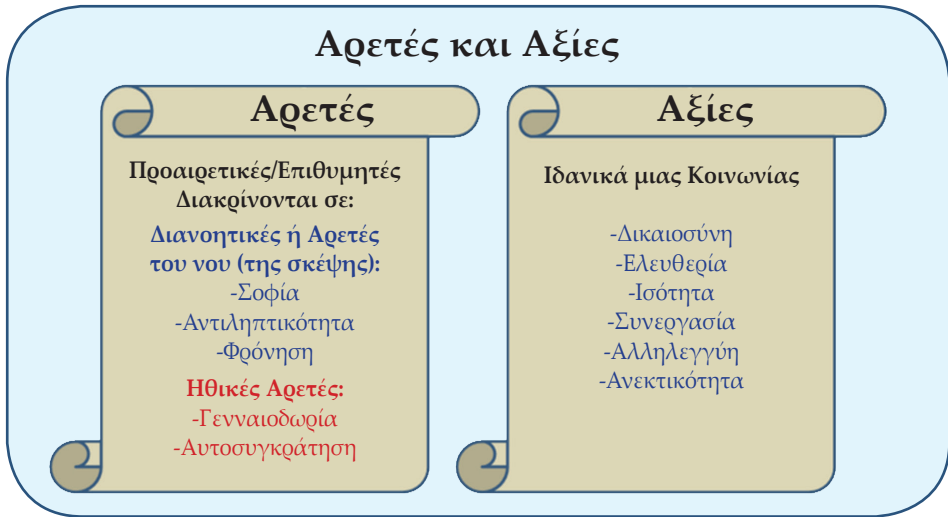 Αρετές και Αξίες
Αρετές
Προαιρετικές/Επιθυμητές
Διακρίνονται σε:
Διανοητικές ή Αρετές
του νου (της σκέψης):
-Σοφία
-Αντιληπτικότητα
-Φρόνηση
Ηθικές Αρετές:
-Γενναιοδωρία
-Αυτοσυγκράτηση
Αξίες
Ιδανικά μιας Κοινωνίας
-Δικαιοσύνη
-Ελευθερία
-Ισότητα
-Συνεργασία
-Αλληλεγγύη
-Ανεκτικότητα